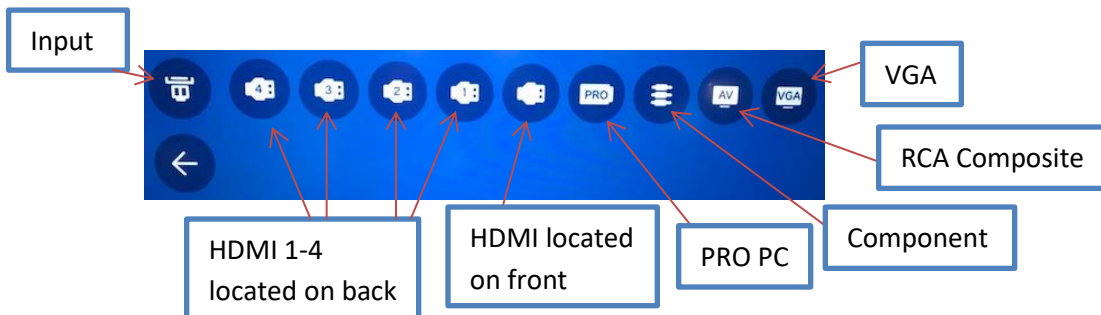 Input
VGA
4 3 2 1 PRO AV VGA
RCA Composite
HDMI 1-4
located on back
HDMI located
on front
PRO PC
Component